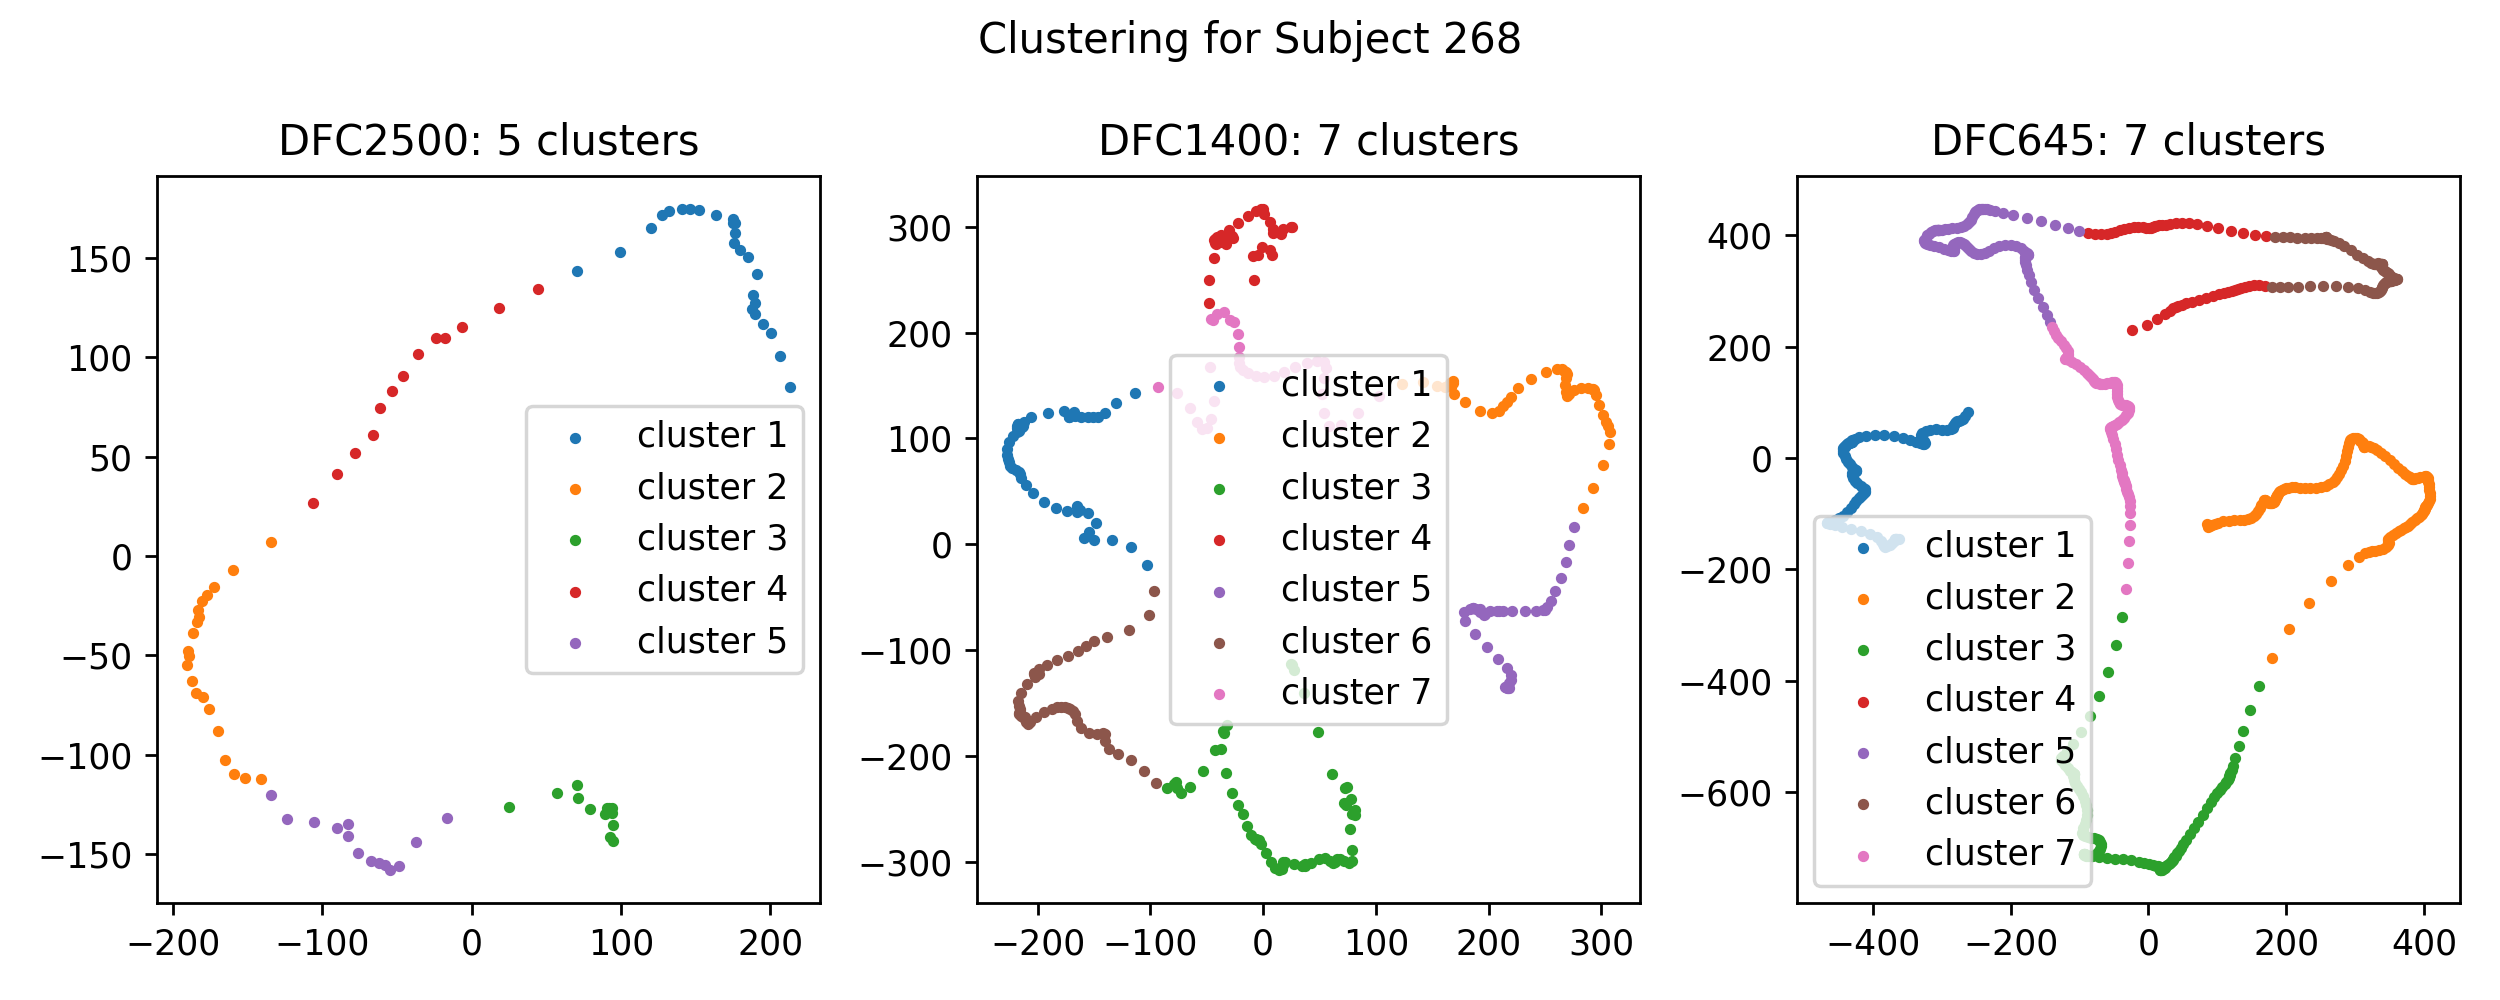 Clustering for Subject 268
DFC2500: 5 clusters
150
100
50
0
−50
−100
−150
−200
−100
0
100
200
cluster 1
cluster 2
cluster 3
cluster 4
cluster 5
DFC1400: 7 clusters
300
200
100
0
−100
−200
−300
−200
−100
0
100
200
300
cluster 1
cluster 2
cluster 3
cluster 4
cluster 5
cluster 6
cluster 7
DFC645: 7 clusters
400
200
0
−200
−400
−600
−400
−200
0
200
400
cluster 1
cluster 2
cluster 3
cluster 4
cluster 5
cluster 6
cluster 7